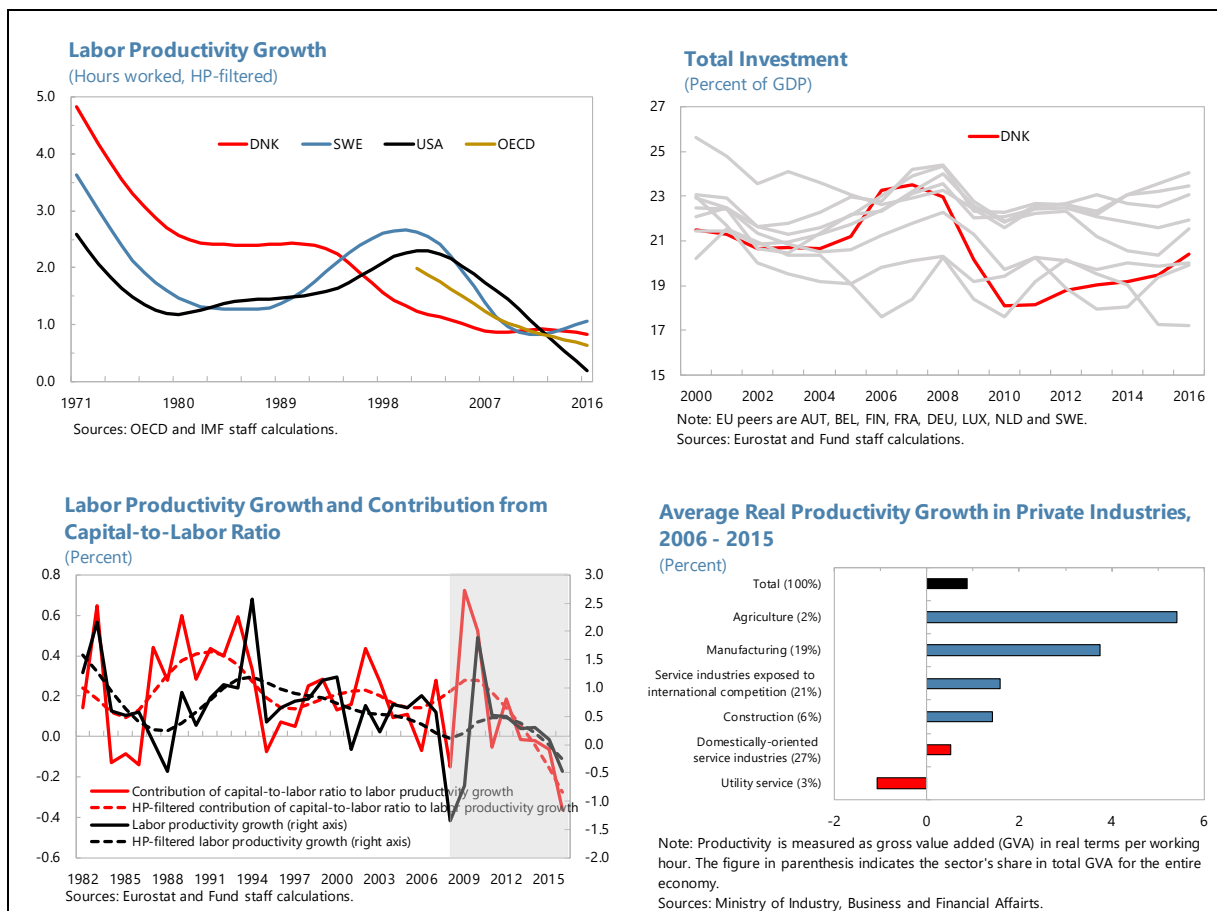 Labor Productivity Growth
(Hours worked, HP-filtered)
5.0
4.0
3.0
2.0
1.0
0.0
DNK SWE USA OECD
1971 1980 1989 1998 2007 2016
Sources: OECD and IMF staff calculations.
Total Investment
(Percent of GDP)
27
25
23
21
19
17
15
DNK
2000 2002 2004 2006 2008 2010 2012 2014 2016
Note: EU peers are AUT, BEL, FIN, FRA, DEU, LUX, NLD and SWE.
Sources: Eurostat and Fund staff calculations.
Labor Productivity Growth and Contribution from
Capital-to-Labor Ratio
(Percent)
0.8
0.6
0.4
0.2
0.0
-0.2
-0.4
-0.6
3.0
2.5
2.0
1.5
1.0
0.5
0.0
-0.5
-1.0
-1.5
-2.0
Contribution of capital-to-labor ratio to labor pruductivity growth
HP-filtered contribution of capital-to-labor ratio to labor productivity growth
Labor productivity growth (right axis)
HP-filtered labor productivity growth (right axis)
1982 1985 1988 1991 1994 1997 2000 2003 2006 2009 2012 2015
Sources: Eurostat and Fund staff calculations.
Average Real Productivity Growth in Private Industries,
2006 - 2015
(Percent)
Total (100%)
Agriculture (2%)
Manufacturing (19%)
Service industries exposed to
international competition (21%)
Construction (6%)
Domestically-oriented
service industries (27%)
Utility service (3%)
-2 0 2 4 6
Note: Productivity is measured as gross value added (GVA) in real terms per working
hour. The figure in parenthesis indicates the sector's share in total GVA for the entire
economy.
Sources: Ministry of Industry, Business and Financial Affairts.